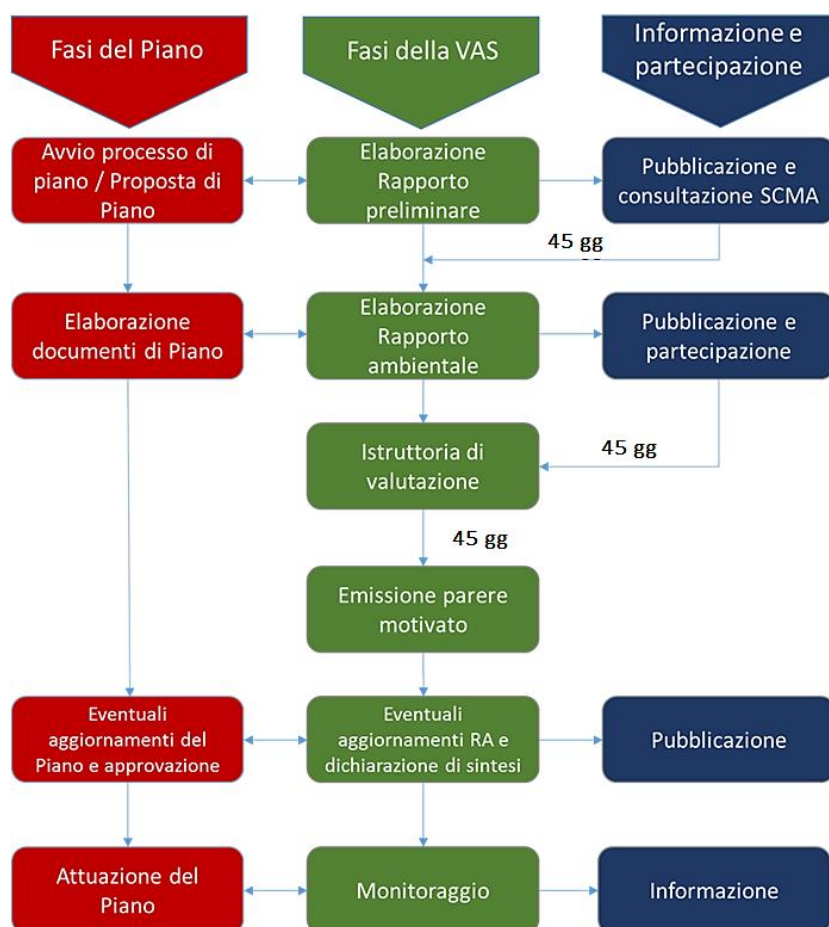 Fasi del Piano
Fasi della VAS
Informazione e
partecipazione
Avvio processo di
piano / Proposta di
Piano
Elaborazione
Rapporto
preliminare
Pubblicazione e
consultazione SCMA
45 gg
Elaborazione
documenti di Piano
Elaborazione
Rapporto
ambientale
Pubblicazione e
partecipazione
45 gg
Istruttoria di
valutazione
45 gg
Emissione parere
motivato
Eventuali
aggiornamenti del
Piano e approvazione
Eventuali
aggiornamenti RA e
dichiarazione di sintesi
Pubblicazione
Attuazione del
Piano
Monitoraggio
Informazione